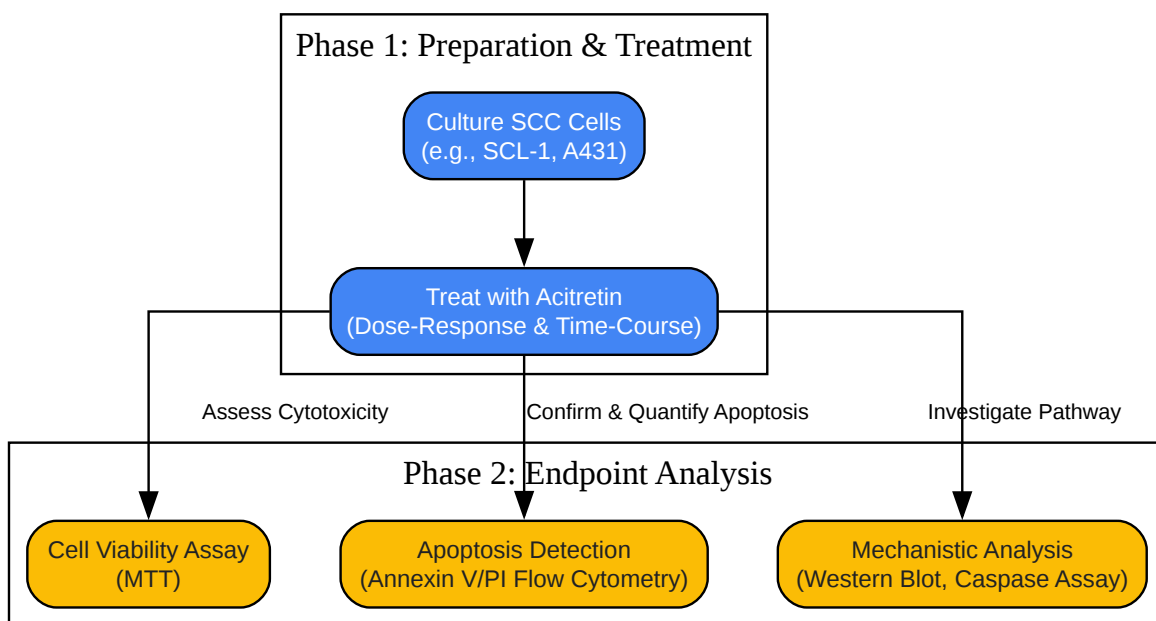 Phase 1: Preparation & Treatment
Culture SCC Cells
(e.g., SCL-1, A431)
Treat with Acitretin
(Dose-Response & Time-Course)
Assess Cytotoxicity
Confirm & Quantify Apoptosis
Investigate Pathway
Phase 2: Endpoint Analysis
Cell Viability Assay
(MTT)
Apoptosis Detection
(Annexin V/PI Flow Cytometry)
Mechanistic Analysis
(Western Blot, Caspase Assay)